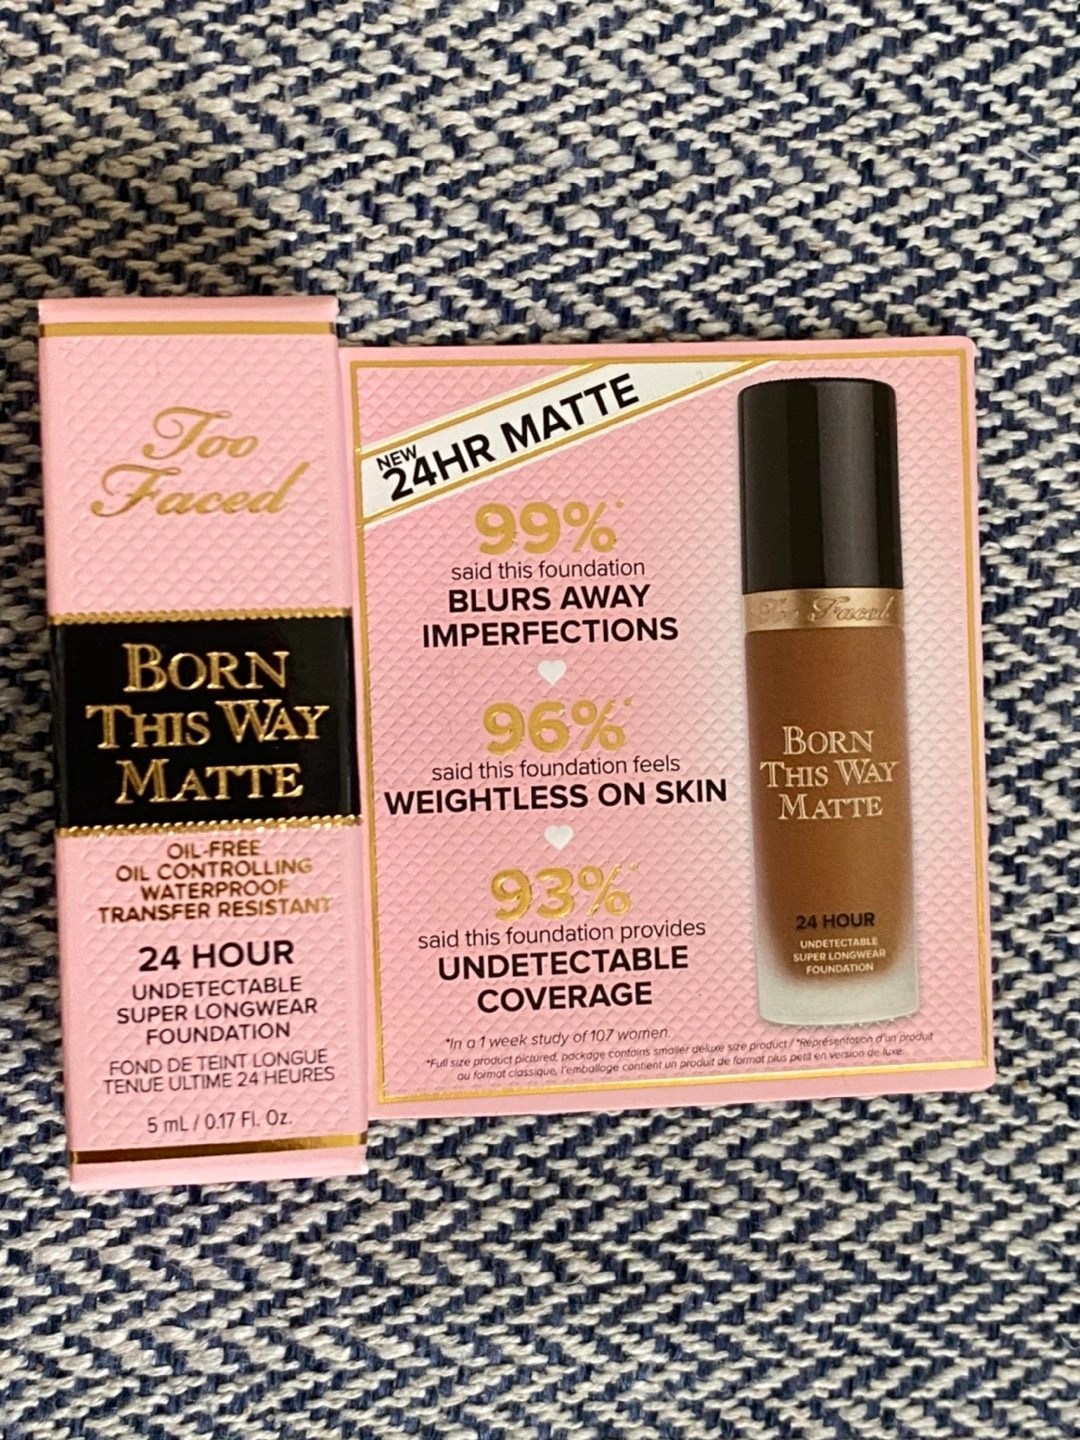 Too
Faced
BORN
THIS WAY
MATTE
OIL-FREE
OIL CONTROLLING
WATERPROOF
TRANSFER RESISTANT
24 HOUR
UNDETECTABLE
SUPER LONGWEAR
FOUNDATION
FOND DE TEINT LONGUE
TENUE ULTIME 24 HEURES
5 mL / 0.17 Fl. Oz.
NEW
24HR MATTE
99%*
said this foundation
BLURS AWAY
IMPERFECTIONS
96%*
said this foundation feels
WEIGHTLESS ON SKIN
93%*
said this foundation provides
UNDETECTABLE
COVERAGE
*In a 1 week study of 107 women.
*Full size product pictured, package contains smaller deluxe size product / *Représentation d'un produit
au format classique, l'emballage contient un produit de format plus petit en version de luxe.
Too Faced
BORN
THIS WAY
MATTE
24 HOUR
UNDETECTABLE
SUPER LONGWEAR
FOUNDATION